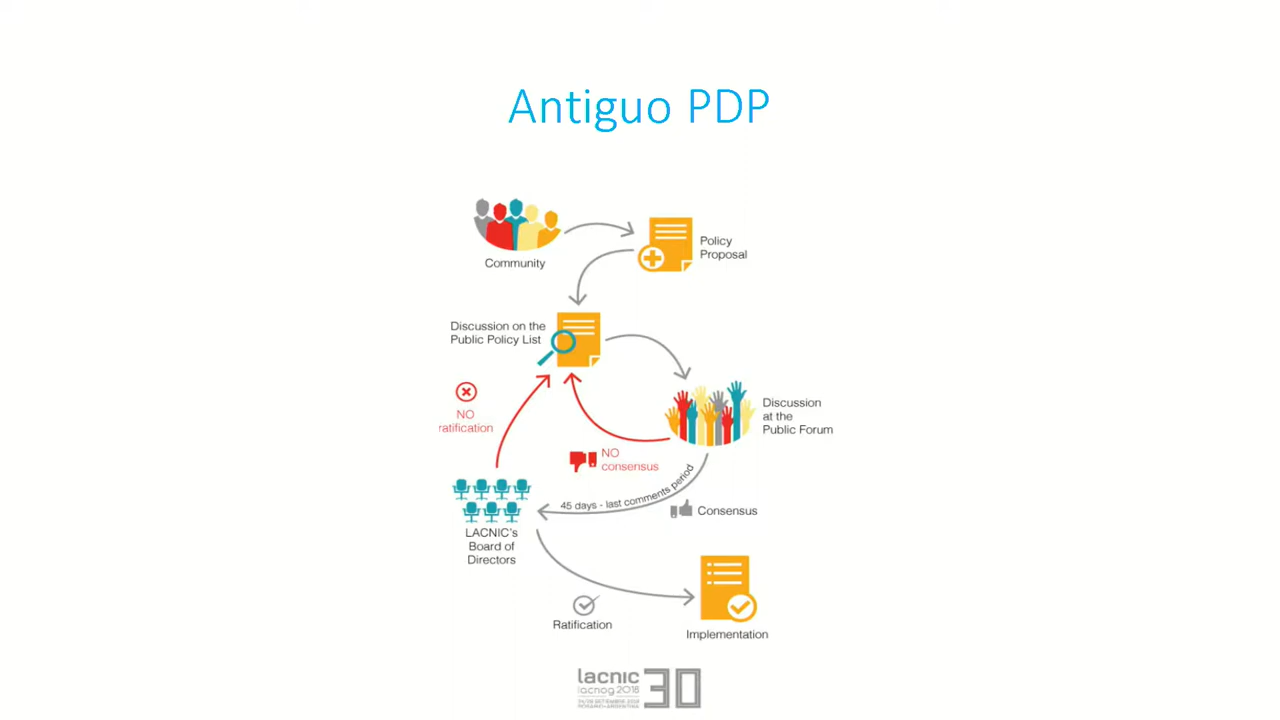 Antiguo PDP
Community
Policy
Proposal
Discussion on the
Public Policy List
Discussion
at the
Public Forum
NO
ratification
NO
consensus
45 days - last comments period
Consensus
LACNIC's
Board of
Directors
Ratification
Implementation
lacnic
lacnog 2018
30